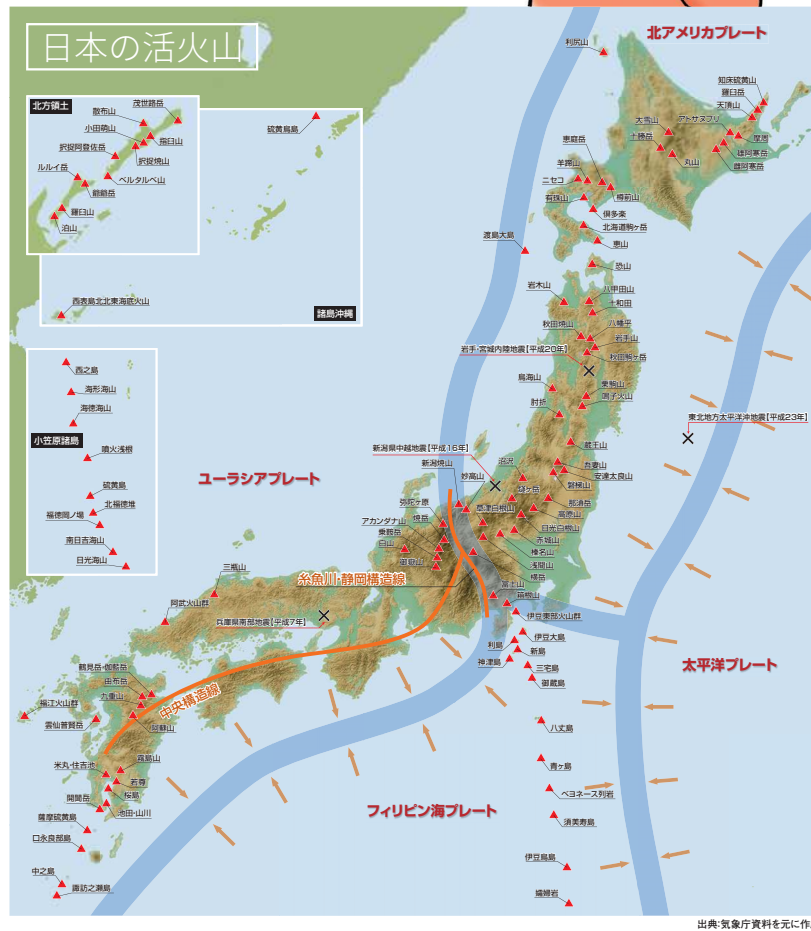 日本の活火山
北アメリカプレート
利尻山
知床硫黄山
羅臼岳
天頂山
アトサヌプリ
摩周
雄阿寒岳
雌阿寒岳
大雪山
十勝岳
丸山
恵庭岳
羊蹄山
ニセコ
樽前山
有珠山
倶多楽
北海道駒ヶ岳
恵山
渡島大島
北方領土
茂世路岳
散布山
小田萌山
指臼山
択捉阿登佐岳
択捉焼山
ベルタルベ山
ルルイ岳
爺爺岳
羅臼山
泊山
硫黄鳥島
西表島北北東海底火山
諸島沖縄
恐山
岩木山
八甲田山
十和田
秋田焼山
八幡平
岩手山
岩手・宮城内陸地震【平成20年】
秋田駒ヶ岳
鳥海山
栗駒山
鳴子火山
肘折
東北地方太平洋沖地震【平成23年】
蔵王山
新潟県中越地震【平成16年】
吾妻山
安達太良山
沼沢
磐梯山
新潟焼山
妙高山
燧ヶ岳
那須岳
高原山
草津白根山
日光白根山
赤城山
榛名山
浅間山
横岳
弥陀ヶ原
アカンダナ山
焼岳
乗鞍岳
白山
御嶽山
西之島
海形海山
海徳海山
小笠原諸島
噴火浅根
硫黄島
北福徳堆
福徳岡ノ場
南日吉海山
日光海山
ユーラシアプレート
糸魚川・静岡構造線
富士山
箱根山
伊豆東部火山群
三瓶山
阿武火山群
兵庫県南部地震【平成7年】
伊豆大島
利島
新島
神津島
三宅島
御蔵島
太平洋プレート
鶴見岳・伽藍岳
由布岳
九重山
福江火山群
雲仙普賢岳
阿蘇山
中央構造線
八丈島
青ヶ島
ベヨネース列岩
須美寿島
伊豆鳥島
孀婦岩
霧島山
米丸・住吉池
若尊
桜島
開聞岳
池田・山川
薩摩硫黄島
口永良部島
中之島
諏訪之瀬島
フィリピン海プレート
出典:気象庁資料を元に作